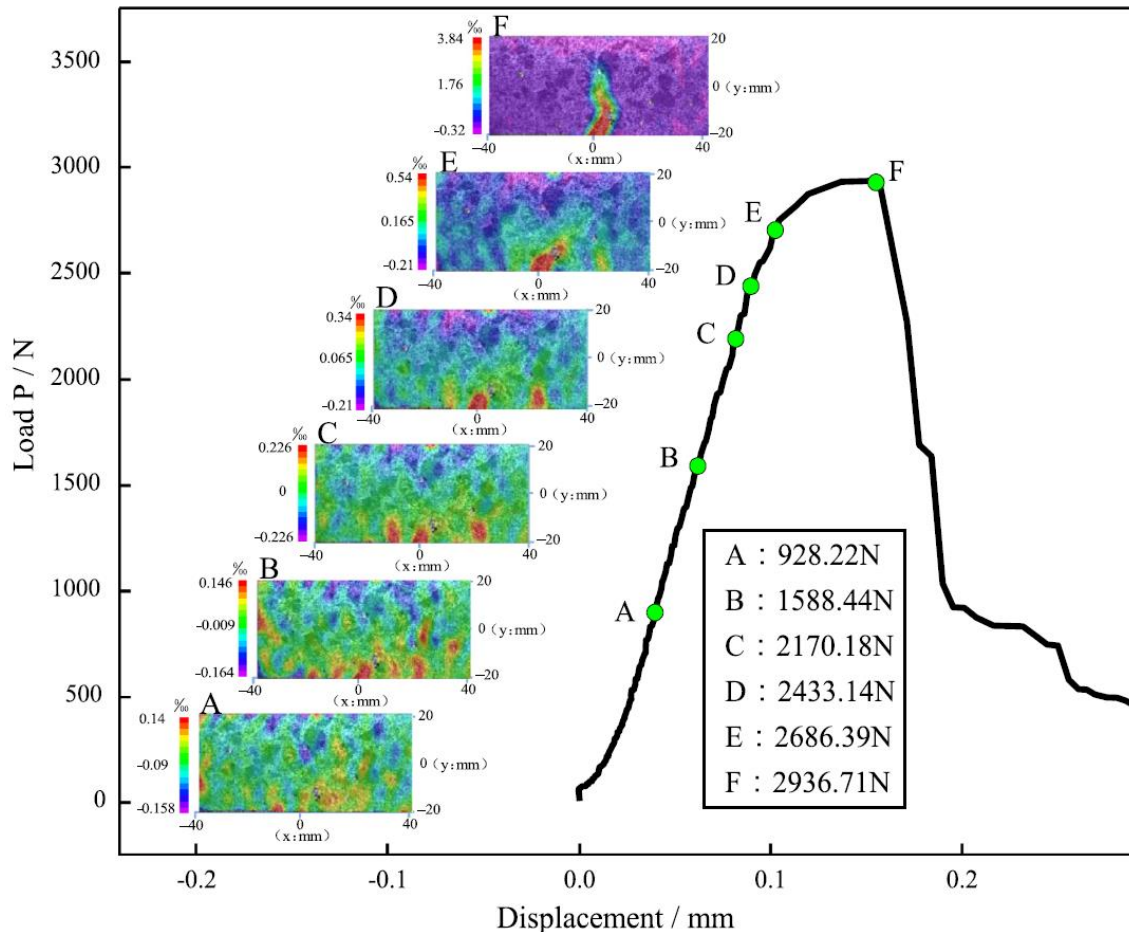 3500
3000
2500
2000
1500
1000
500
0
-0.2
-0.1
0.0
0.1
0.2
Load P / N
Displacement / mm
F
‰
3.84
1.76
−0.32
20
0 (y:mm)
−20
−40
0
42
(x:mm)
E
‰
0.54
0.165
−0.21
20
0 (y:mm)
−20
−40
0
40
(x:mm)
D
‰
0.34
0.065
−0.21
20
0 (y:mm)
−20
−40
0
40
(x:mm)
C
‰
0.226
0
−0.226
20
0 (y:mm)
−20
−40
0
40
(x:mm)
B
‰
0.146
−0.009
−0.164
20
0 (y:mm)
−20
−40
0
40
(x:mm)
A
‰
0.14
−0.09
−0.158
20
0 (y:mm)
−20
−40
0
40
(x:mm)
F
E
D
C
B
A
A : 928.22N
B : 1588.44N
C : 2170.18N
D : 2433.14N
E : 2686.39N
F : 2936.71N